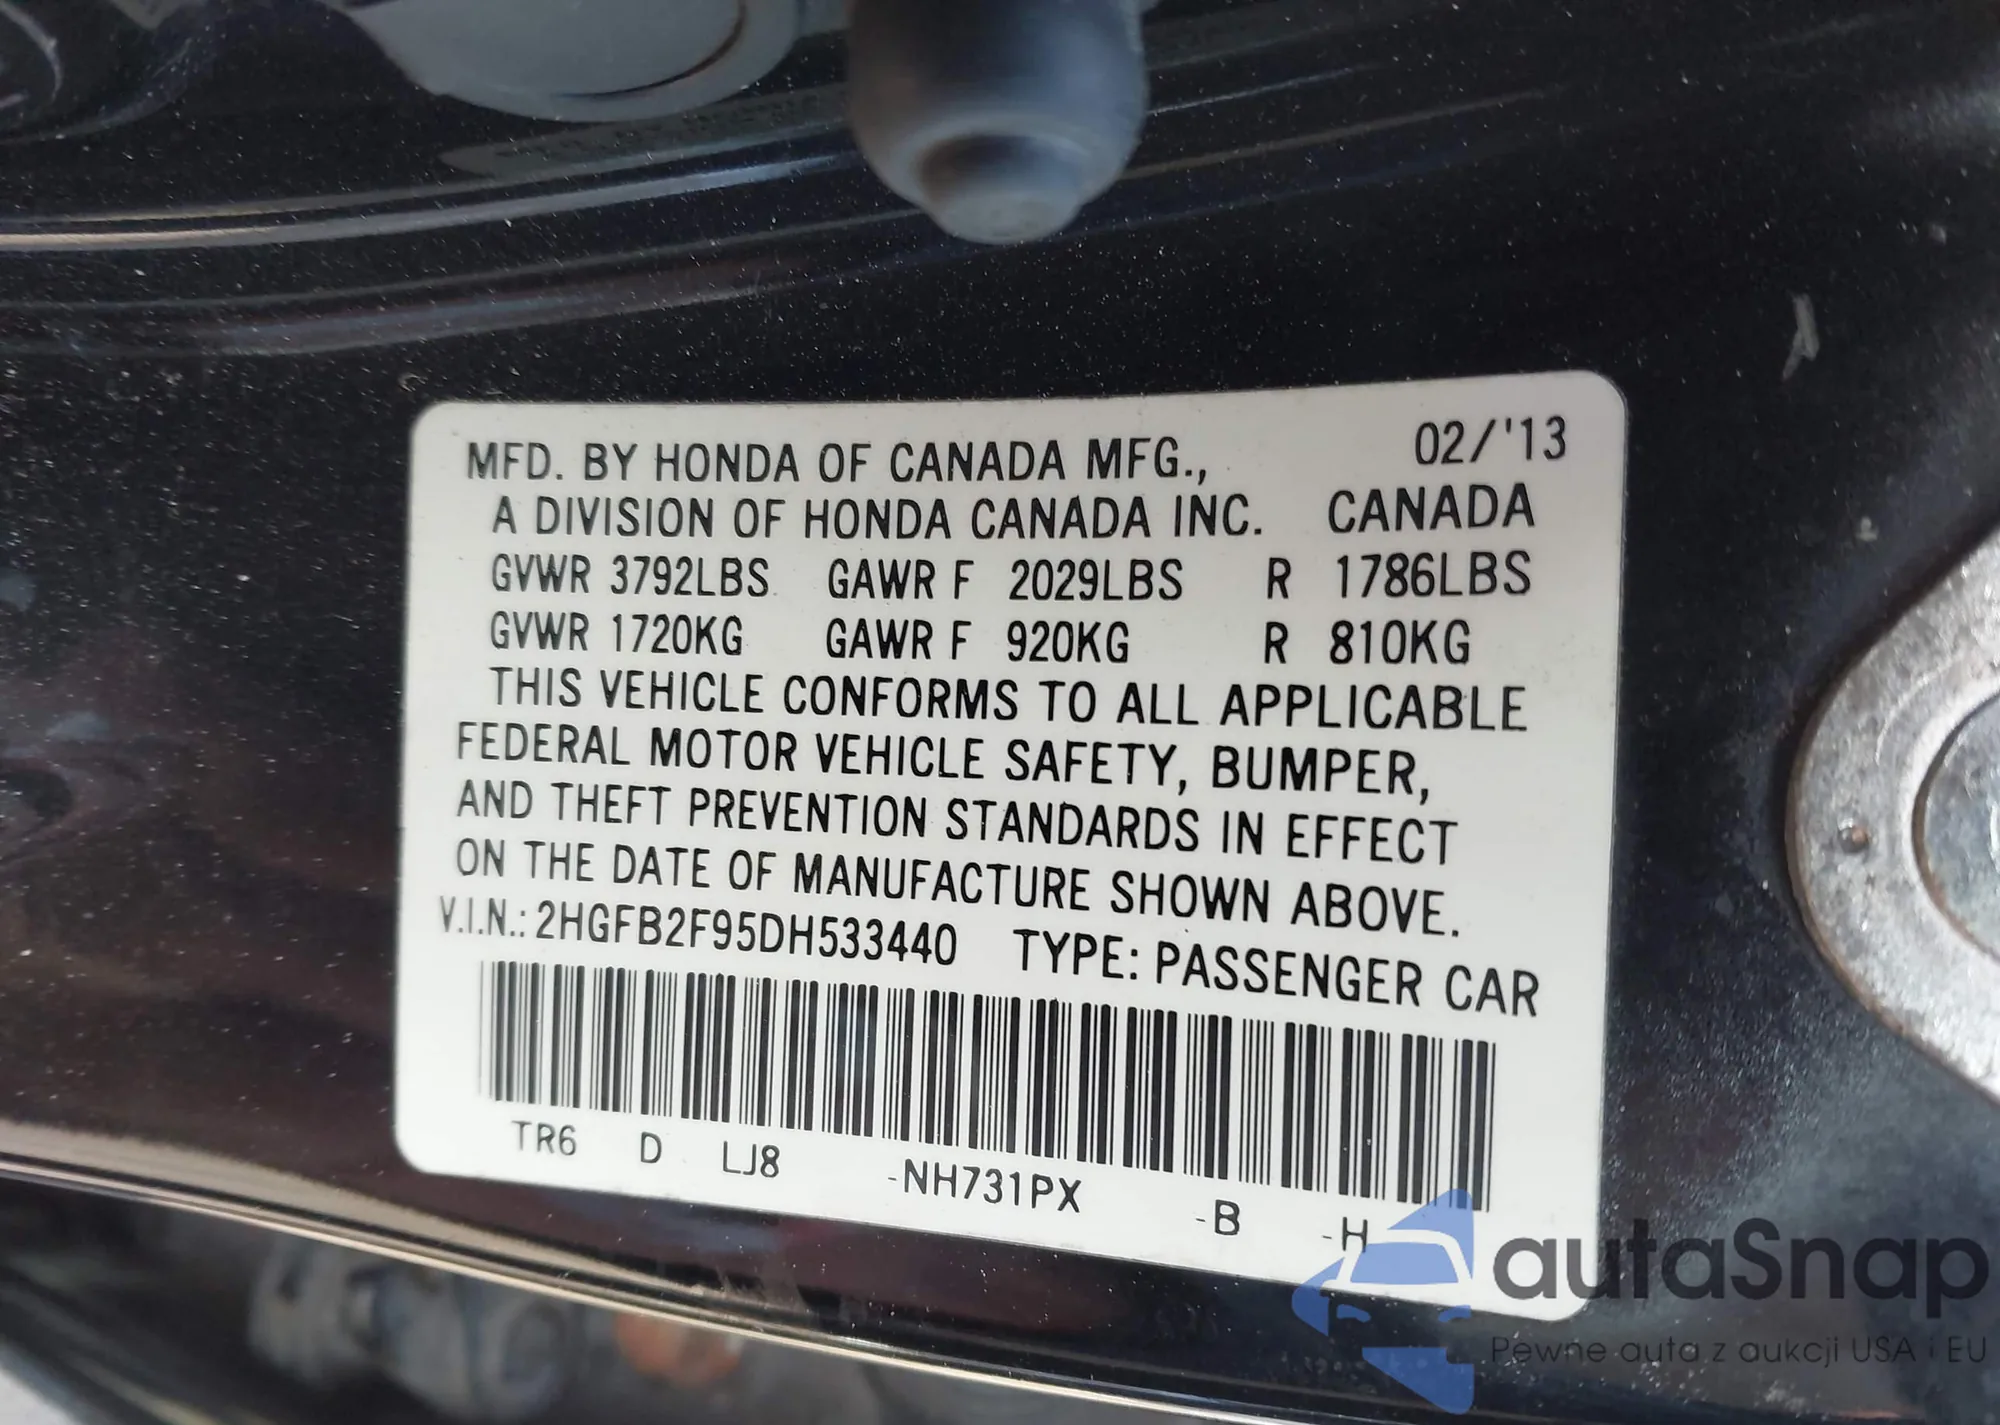 MFD. BY HONDA OF CANADA MFG., 02/'13
A DIVISION OF HONDA CANADA INC. CANADA
GVWR 3792LBS GAWR F 2029LBS R 1786LBS
GVWR 1720KG GAWR F 920KG R 810KG
THIS VEHICLE CONFORMS TO ALL APPLICABLE
FEDERAL MOTOR VEHICLE SAFETY, BUMPER,
AND THEFT PREVENTION STANDARDS IN EFFECT
ON THE DATE OF MANUFACTURE SHOWN ABOVE.
V.I.N.: 2HGFB2F95DH533440 TYPE: PASSENGER CAR
TR6 D LJ8 -NH731PX -B -H
autaSnap
Pewne auta z aukcji USA i EU